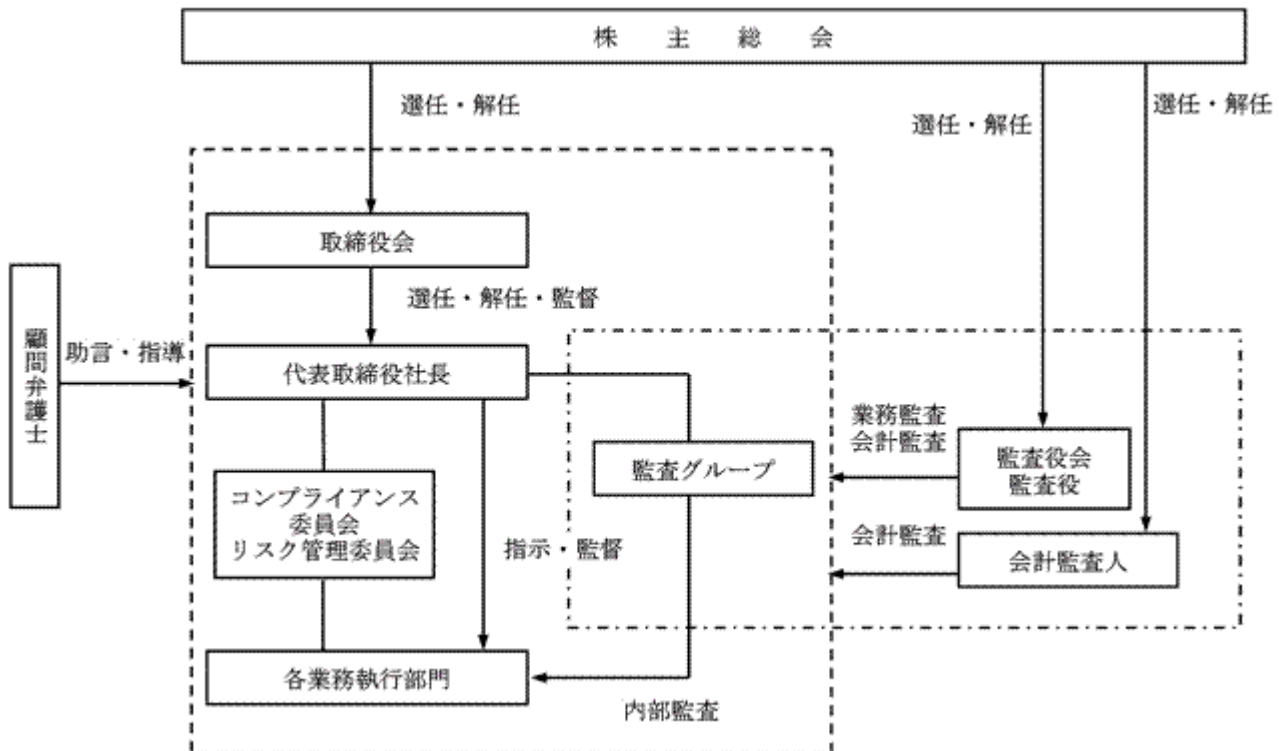 株主総会
選任・解任
選任・解任
選任・解任
取締役会
選任・解任・監督
顧問弁護士
助言・指導
代表取締役社長
業務監査
会計監査
監査役会
監査役
監査グループ
コンプライアンス
委員会
リスク管理委員会
指示・監督
会計監査
会計監査人
各業務執行部門
内部監査